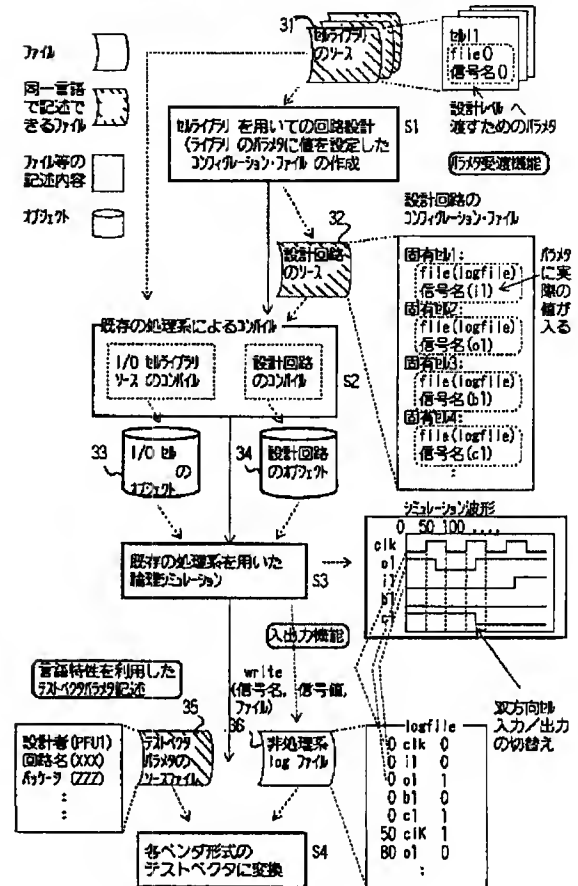 ファイル
同一言語
で記述で
きるファイル
ファイル等の
記述内容
オブジェクト
31
セルライブラリ
のソース
セル1
file()
信号名()
設計レベルへ
渡すためのパラメタ
パラメタ受渡機能
セルライブラリ を用いての回路設計
(ライブラリ のパラメタに値を設定した
コンフィグレーション・ファイル の作成
S1
32
設計回路
のソース
設計回路の
コンフィグレーション・ファイル
固有セル1:
file(logfile)
信号名(i1)
固有セル2:
file(logfile)
信号名(o1)
固有セル3:
file(logfile)
信号名(b1)
固有セル4:
file(logfile)
信号名(c1)
:
パラメタ
に実
際の
値が
入る
既存の処理系によるコンパイル
I/O セルライブラリ
ソース のコンパイル
設計回路
のコンパイル
S2
33
I/O セル
の
オブジェクト
34
設計回路
のオブジェクト
既存の処理系を用いた
論理シミュレーション
S3
シミュレーション波形
0 50 100 ....
clk
o1
i1
b1
c1
双方向セル
入力/出力
の切替え
入出力機能
write
(信号名, 信号値,
ファイル)
言語特性を利用した
テストベクタパラメタ記述
設計者(PFU1)
回路名(XXX)
パッケージ(ZZZ)
:
:
35
テストベクタ
パラメタの
ソースファイル
36
非処理系
log ファイル
logfile
0 clk 0
0 i1 0
0 o1 1
0 b1 0
0 c1 1
50 clK 1
80 o1 0
:
各ベンダ形式の
テストベクタに変換
S4